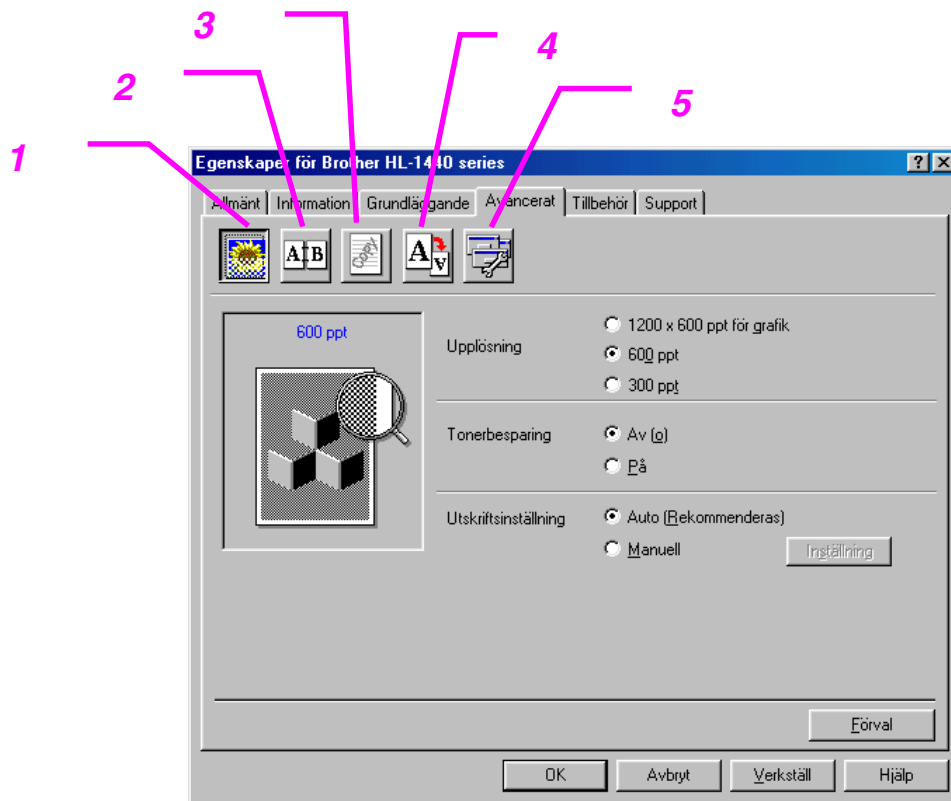 3
4
2
5
1
Egenskaper för Brother HL-1440 series
Allmänt Information Grundläggande Avancerat Tillbehör Support
A B Copy A A
600 ppt
Upplösning
1200 x 600 ppt för grafik
600 ppt
300 ppt
Tonerbesparing
Av (o)
På
Utskriftsinställning
Auto (Rekommenderas)
Manuell Inställning
Förval
OK Avbryt Verkställ Hjälp